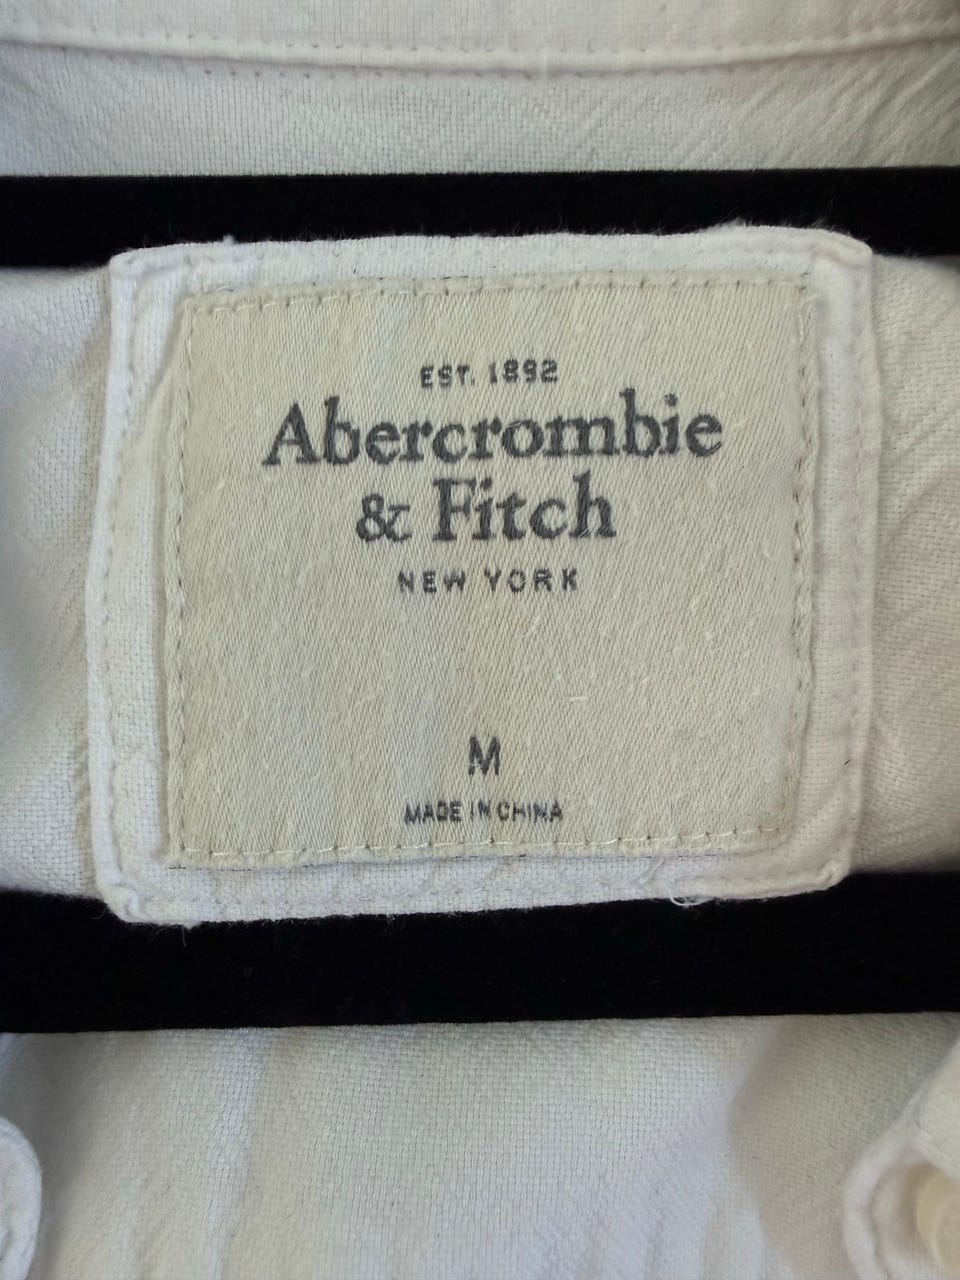 EST. 1892
Abercrombie
& Fitch
NEW YORK
M
MADE IN CHINA